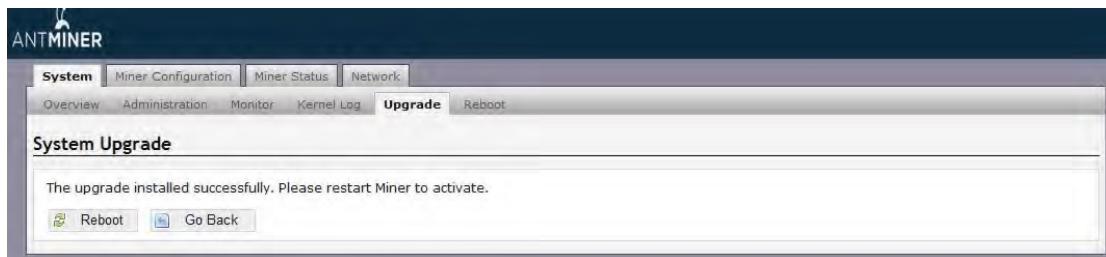 ANTMINER
System Miner Configuration Miner Status Network
Overview Administration Monitor Kernel Log Upgrade Reboot
System Upgrade
The upgrade installed successfully. Please restart Miner to activate.
Reboot Go Back